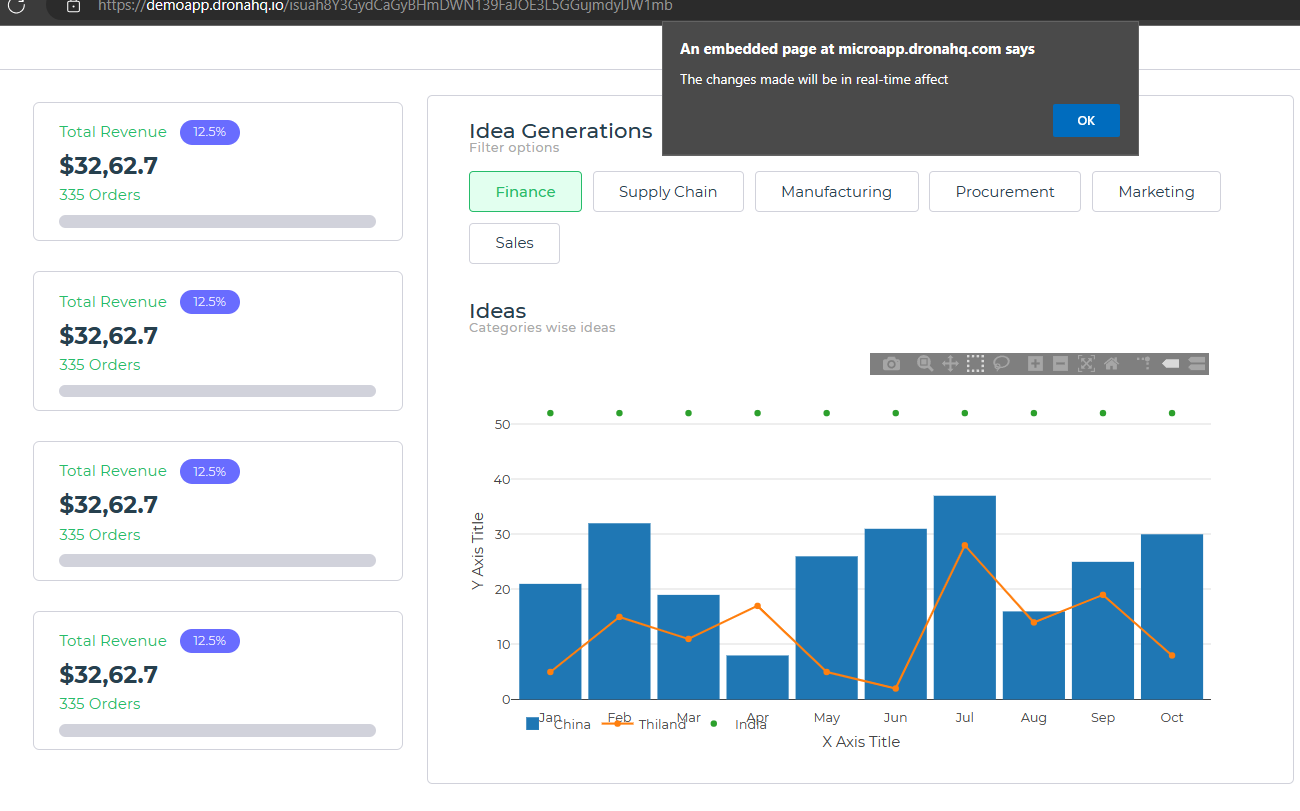 https://demoapp.dronahq.io/isuah8Y3GydCaGyBHmDWN139FaJOE3L5GGujmdyIJW1mb
An embedded page at microapp.dronahq.com says
The changes made will be in real-time affect
OK
Total Revenue 12.5%
$32,62.7
335 Orders
Total Revenue 12.5%
$32,62.7
335 Orders
Total Revenue 12.5%
$32,62.7
335 Orders
Total Revenue 12.5%
$32,62.7
335 Orders
Idea Generations
Filter options
Finance Supply Chain Manufacturing Procurement Marketing
Sales
Ideas
Categories wise ideas
50
40
30
20
10
0
Y Axis Title
Jan Feb Mar Apr May Jun Jul Aug Sep Oct
China Thiland India
X Axis Title